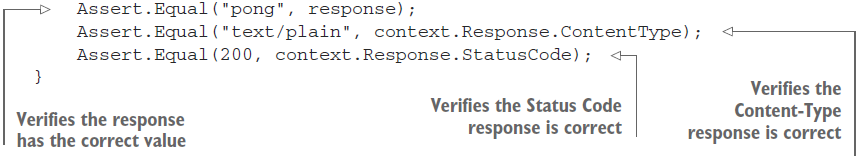 Assert.Equal("pong", response);
Assert.Equal("text/plain", context.Response.ContentType);
Assert.Equal(200, context.Response.StatusCode);
}
Verifies the response
has the correct value
Verifies the Status Code
response is correct
Verifies the
Content-Type
response is correct